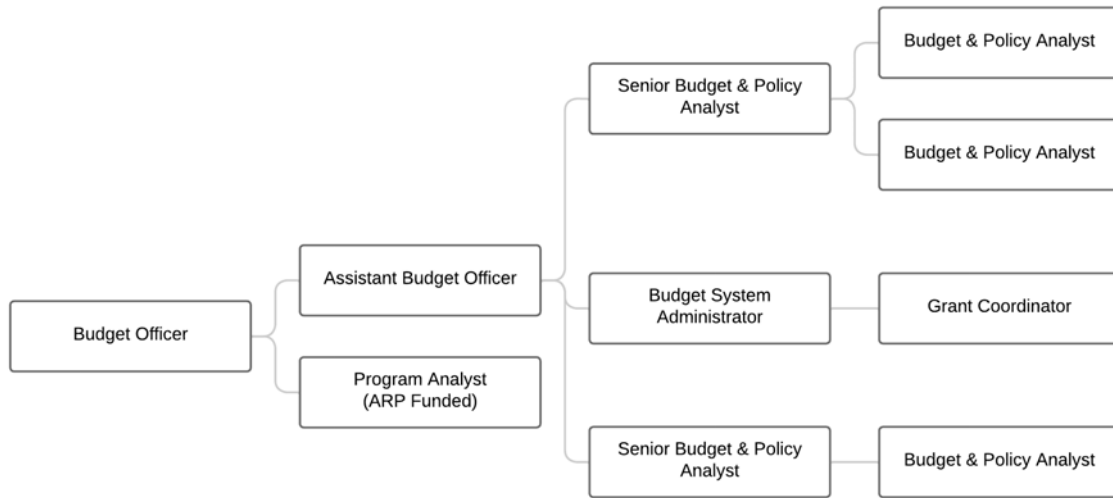 Budget & Policy Analyst
Senior Budget & Policy
Analyst
Budget & Policy Analyst
Assistant Budget Officer
Budget System
Administrator
Grant Coordinator
Budget Officer
Program Analyst
(ARP Funded)
Senior Budget & Policy
Analyst
Budget & Policy Analyst